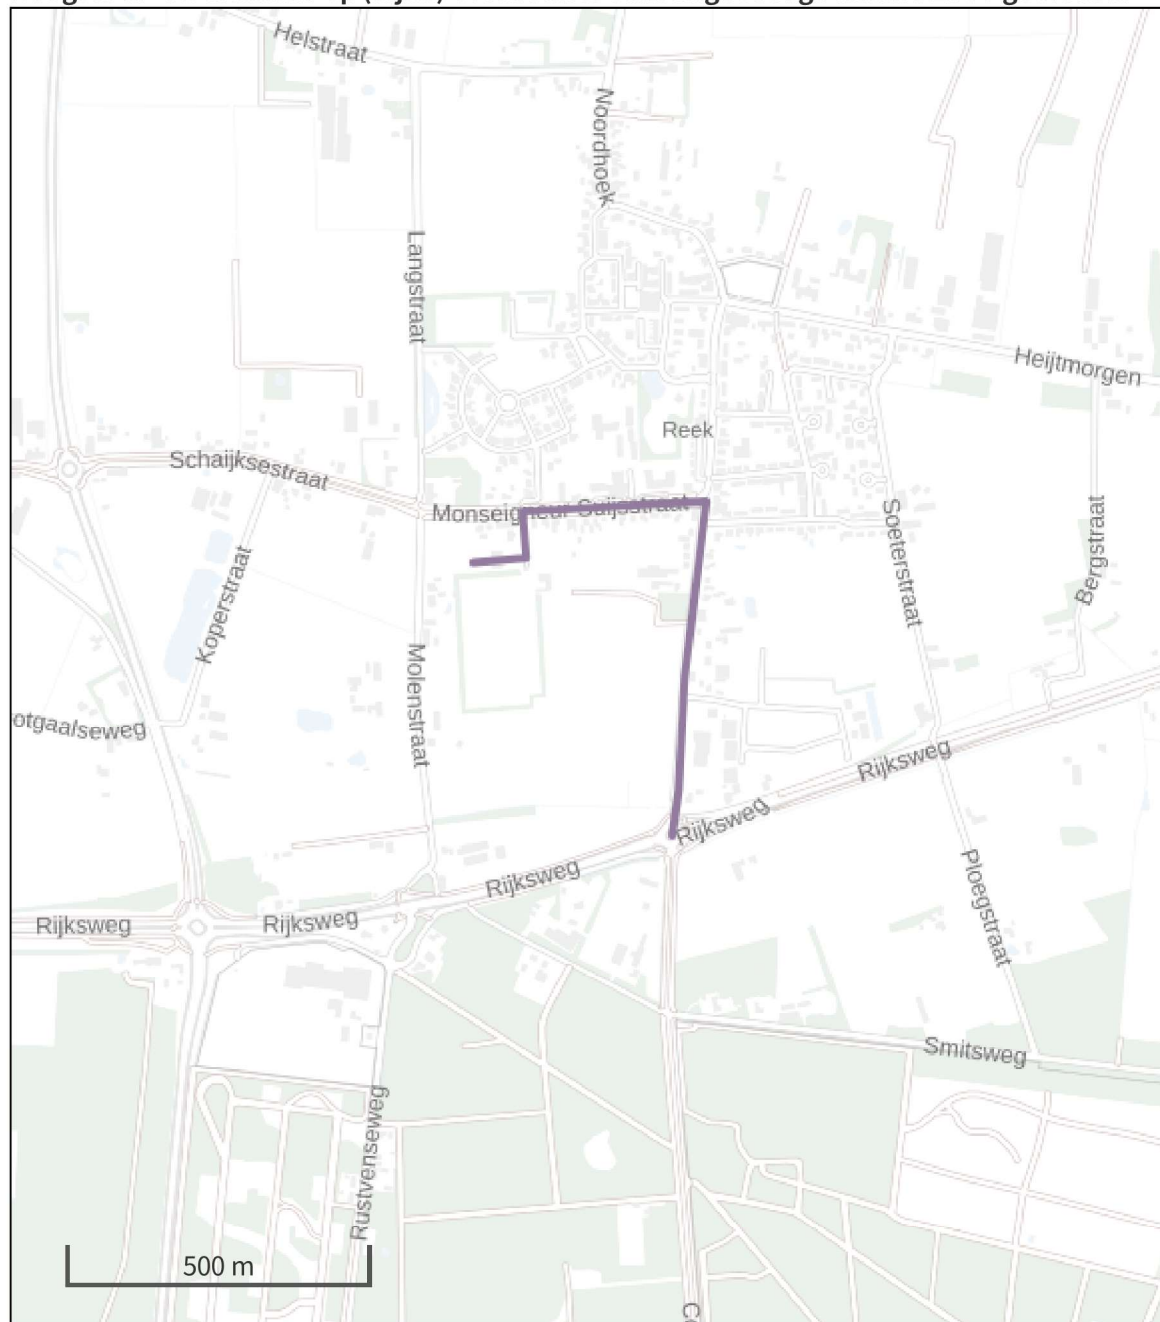 Helstraat
Noordhoek
Langstraat
Heijtmorgen
Reek
Schaijksestraat
Monseigneur Suijsstraat
Soeterstraat
Bergstraat
Koperstraat
Molenstraat
otgaalseweg
Rijksweg
Rijksweg
Rijksweg
Ploegstraat
Rijksweg
Rijksweg
Smitsweg
Rustvenseweg
500 m